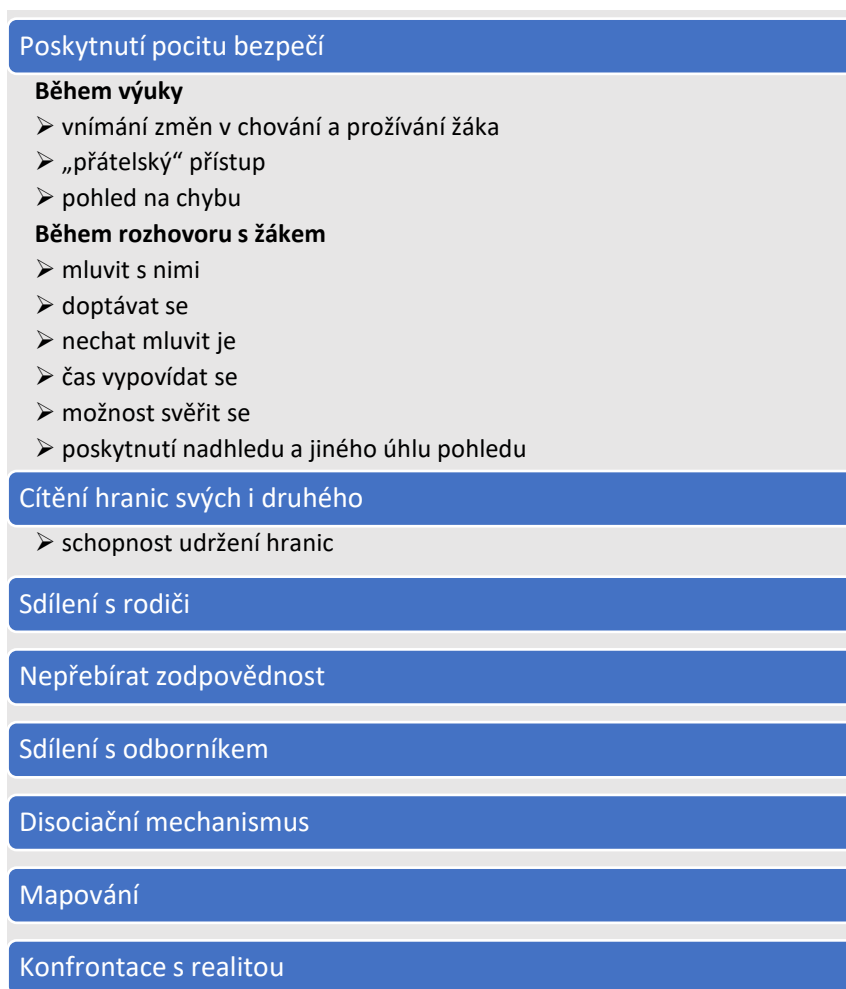 Poskytnutí pocitu bezpečí
Během výuky
➢ vnímání změn v chování a prožívání žáka
➢ „přátelský“ přístup
➢ pohled na chybu
Během rozhovoru s žákem
➢ mluvit s nimi
➢ doptávat se
➢ nechat mluvit je
➢ čas vypovídat se
➢ možnost svěřit se
➢ poskytnutí nadhledu a jiného úhlu pohledu
Cítění hranic svých i druhého
➢ schopnost udržení hranic
Sdílení s rodiči
Nepřebírat zodpovědnost
Sdílení s odborníkem
Disociační mechanismus
Mapování
Konfrontace s realitou